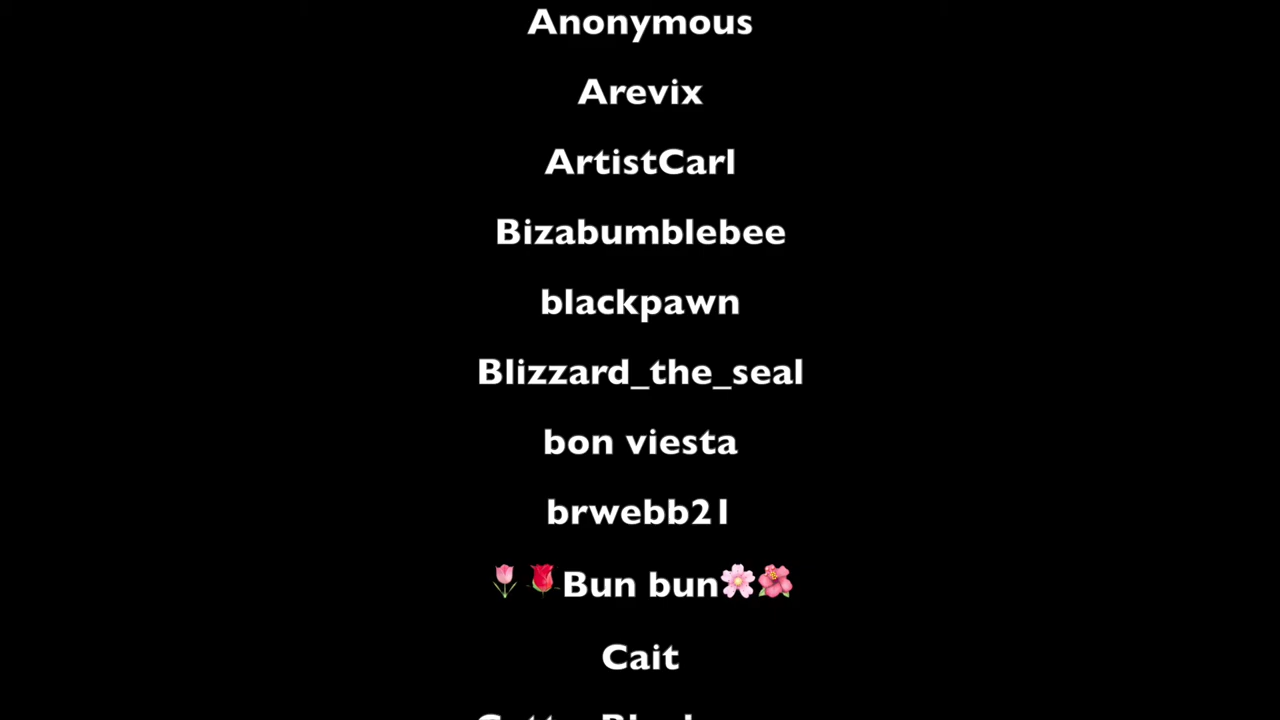 Anonymous
Arevix
ArtistCarl
Bizabumblebee
blackpawn
Blizzard_the_seal
bon viesta
brwebb21
🌷🌹Bun bun🌸🌺
Cait